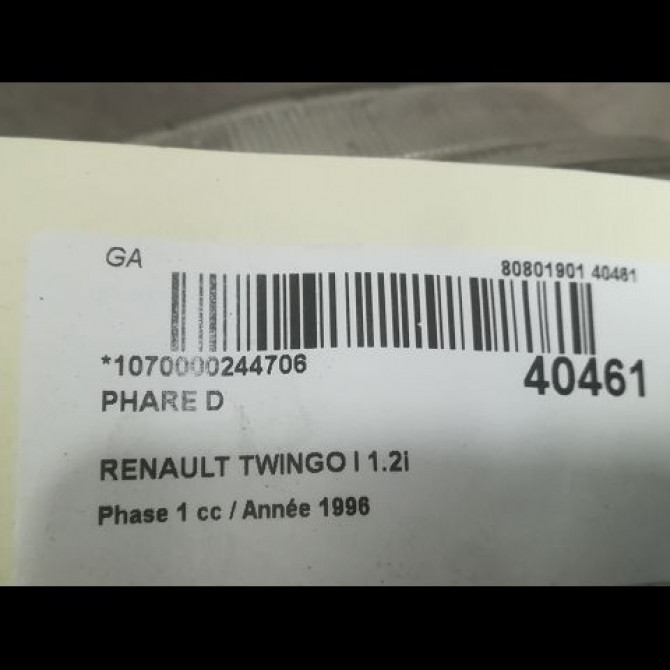 GA
80801901 40461
*1070000244706
40461
PHARE D
RENAULT TWINGO I 1.2i
Phase 1 cc / Année 1996